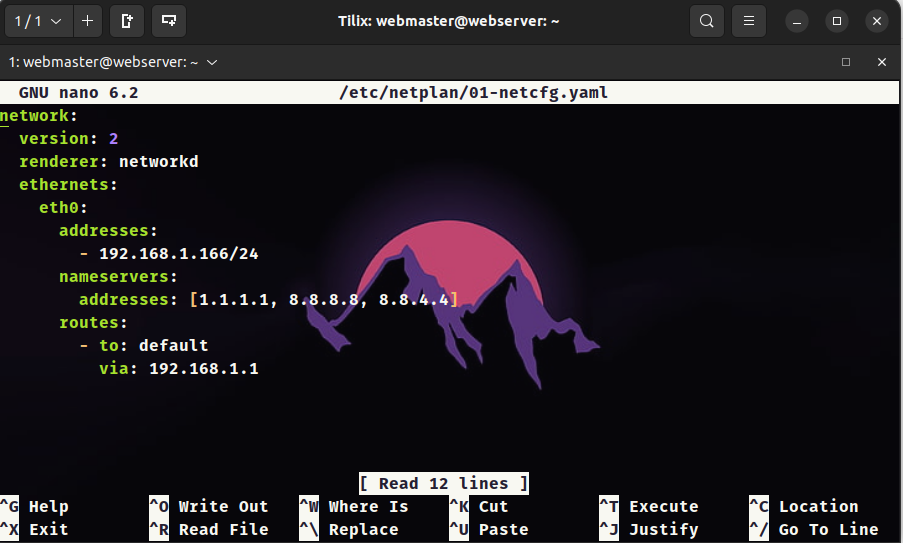 1 / 1
Tilix: webmaster@webserver: ~
1: webmaster@webserver: ~
GNU nano 6.2 /etc/netplan/01-netcfg.yaml
network:
  version: 2
  renderer: networkd
  ethernets:
    eth0:
      addresses:
        - 192.168.1.166/24
      nameservers:
        addresses: [1.1.1.1, 8.8.8.8, 8.8.4.4]
      routes:
        - to: default
          via: 192.168.1.1
[ Read 12 lines ]
^G Help ^O Write Out ^W Where Is ^K Cut ^T Execute ^C Location
^X Exit ^R Read File ^\ Replace ^U Paste ^J Justify ^/ Go To Line